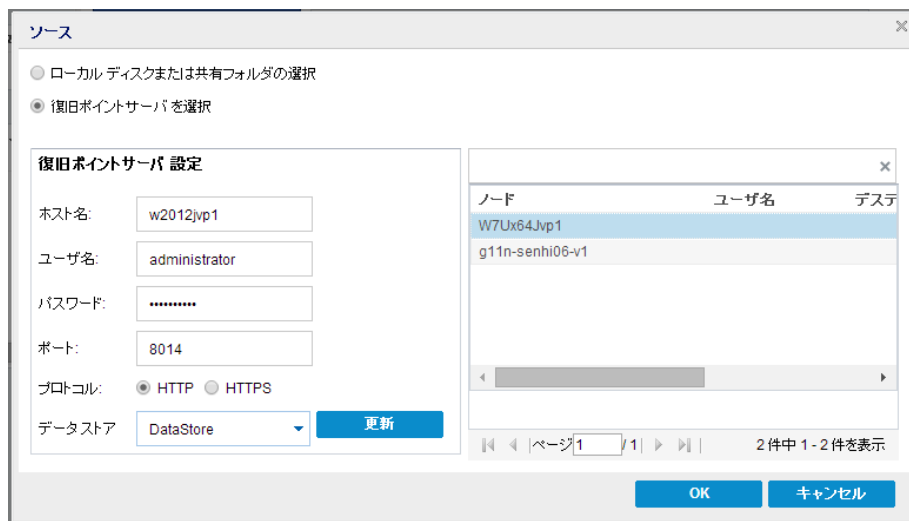 ソース
ローカル ディスクまたは共有フォルダの選択
復旧ポイントサーバ を選択
復旧ポイントサーバ 設定
ホスト名: w2012jvp1
ユーザ名: administrator
パスワード: ••••••••••
ポート: 8014
プロトコル: HTTP HTTPS
データストア DataStore 更新
ノード ユーザ名 デステ
W7Ux64Jvp1
g11n-senhi06-v1
ページ 1 / 1 2 件中 1 - 2 件を表示
OK キャンセル